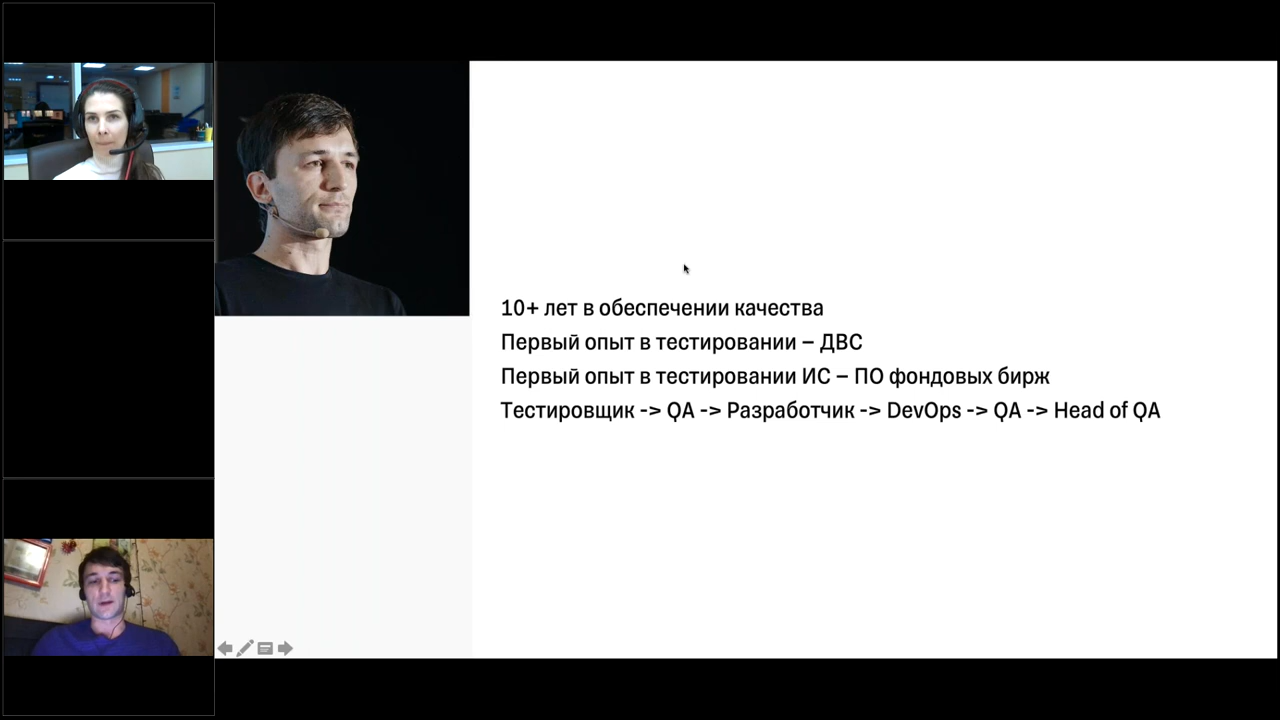 10+ лет в обеспечении качества
Первый опыт в тестировании – ДВС
Первый опыт в тестировании ИС – ПО фондовых бирж
Тестировщик -> QA -> Разработчик -> DevOps -> QA -> Head of QA